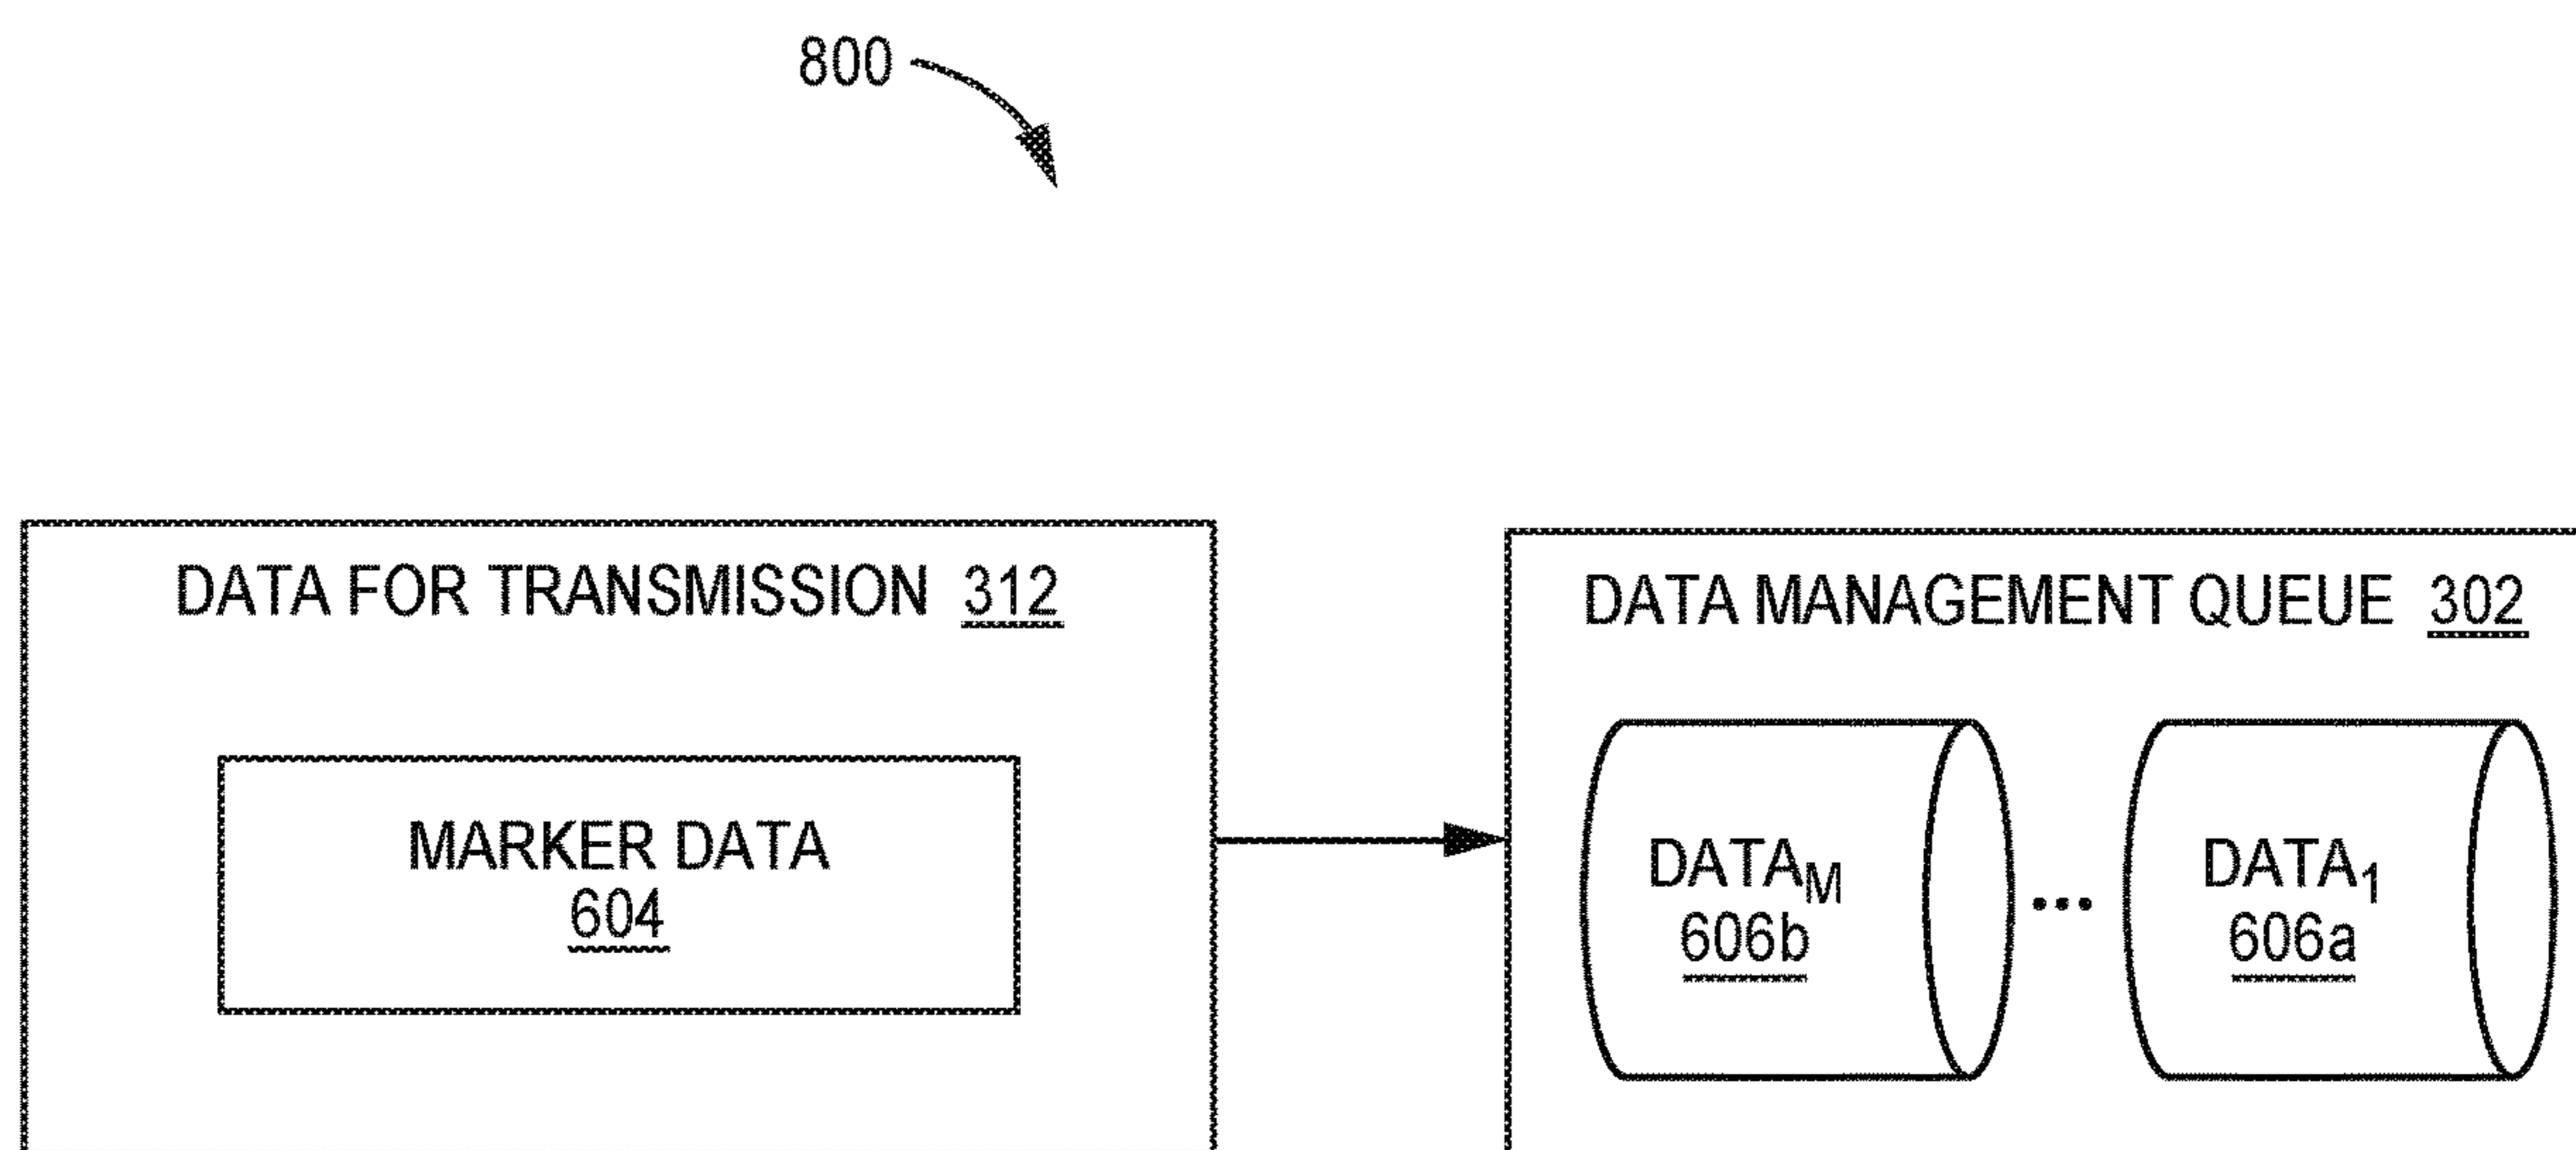 800
DATA FOR TRANSMISSION 312
MARKER DATA
604
DATA MANAGEMENT QUEUE 302
DATAM
606b
...
DATA1
606a